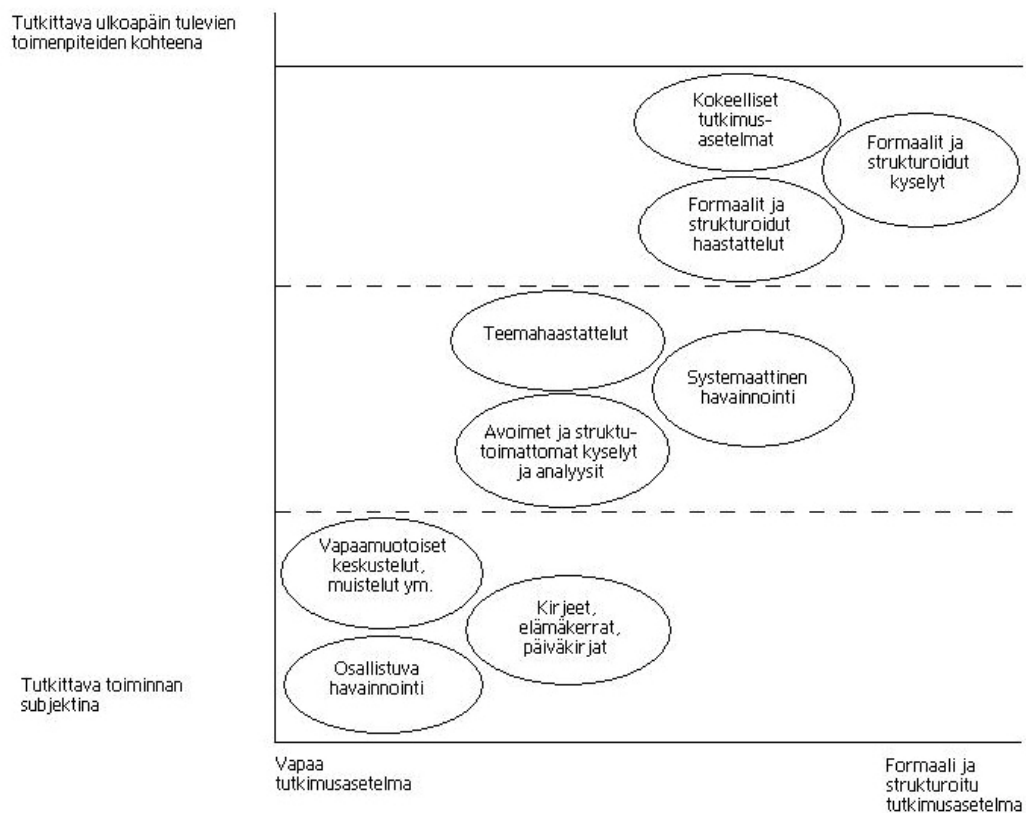 Tutkittava ulkoapäin tulevien
toimenpiteiden kohteena
Kokeelliset
tutkimus-
asetelmat
Formaalit ja
strukturoidut
kyselyt
Formaalit ja
strukturoidut
haastattelut
Teemahaastattelut
Systemaattinen
havainnointi
Avoimet ja struktu-
toimattomat kyselyt
ja analyysit
Vapaamuotoiset
keskustelut,
muistelut ym.
Kirjeet,
elämäkerrat,
päiväkirjat
Osallistuva
havainnointi
Tutkittava toiminnan
subjektina
Vapaa
tutkimusasetelma
Formaali ja
strukturoitu
tutkimusasetelma